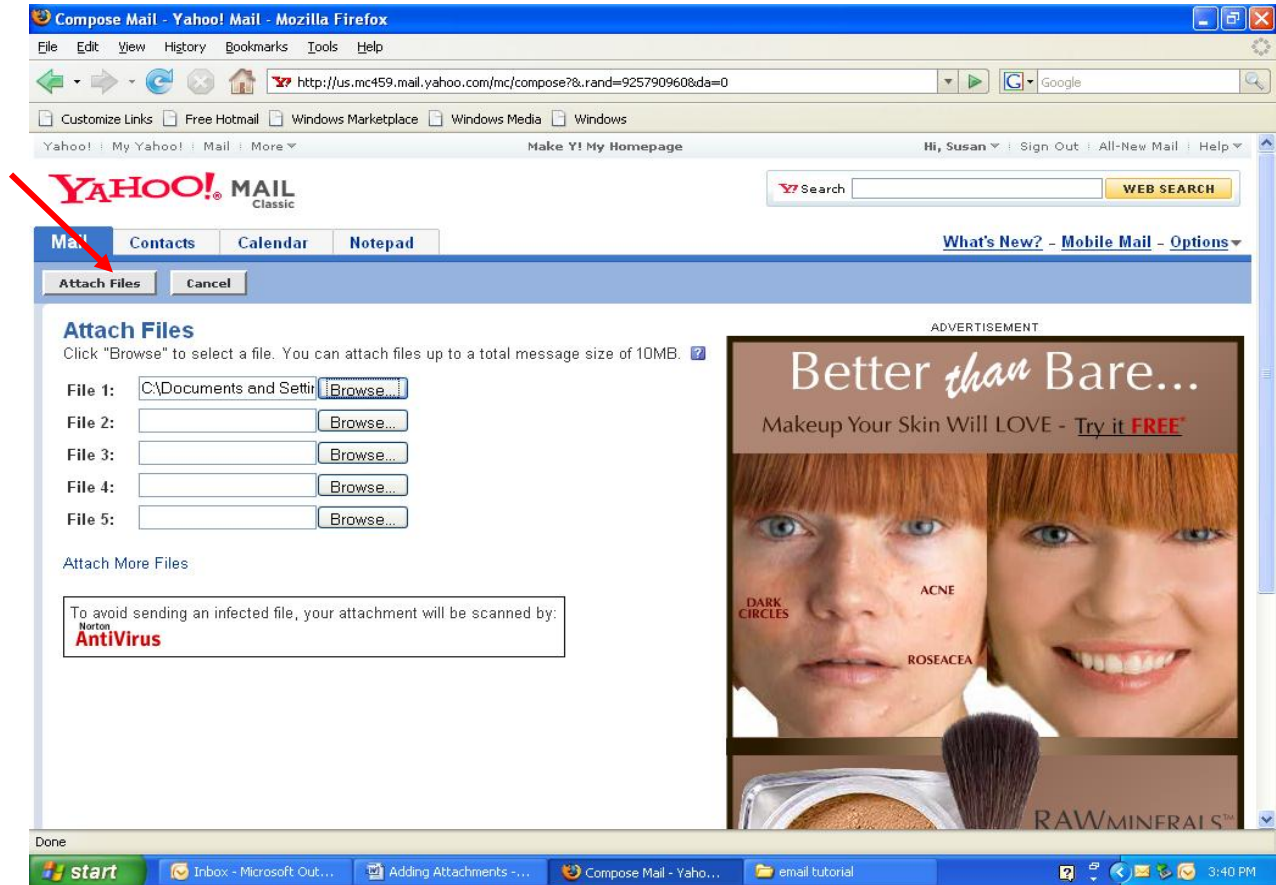 Compose Mail - Yahoo! Mail - Mozilla Firefox
File Edit View History Bookmarks Tools Help
http://us.mc459.mail.yahoo.com/mc/compose?&.rand=925790960&da=0
G Google
Customize Links Free Hotmail Windows Marketplace Windows Media Windows
Yahoo! My Yahoo! Mail More Make Y! My Homepage Hi, Susan Sign Out All-New Mail Help
YAHOO!® MAIL
Classic
Y! Search WEB SEARCH
Mail Contacts Calendar Notepad What's New? - Mobile Mail - Options
Attach Files Cancel
Attach Files
Click "Browse" to select a file. You can attach files up to a total message size of 10MB. ?
File 1: C:\Documents and Settin Browse...
File 2: Browse...
File 3: Browse...
File 4: Browse...
File 5: Browse...
Attach More Files
To avoid sending an infected file, your attachment will be scanned by:
Norton
AntiVirus
ADVERTISEMENT
Better than Bare...
Makeup Your Skin Will LOVE - Try it FREE*
DARK
CIRCLES
ACNE
ROSEACEA
RAWMINERALS™
Done
start Inbox - Microsoft Out... Adding Attachments -... Compose Mail - Yaho... email tutorial 3:40 PM